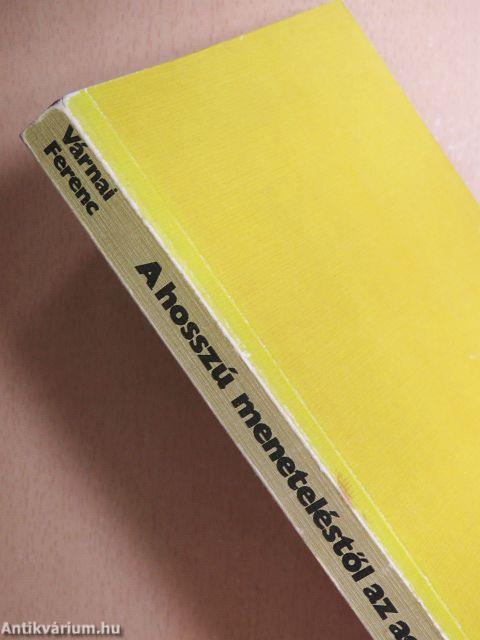 Várnai
Ferenc
A hosszú meneteléstől az
Antikvárium.hu